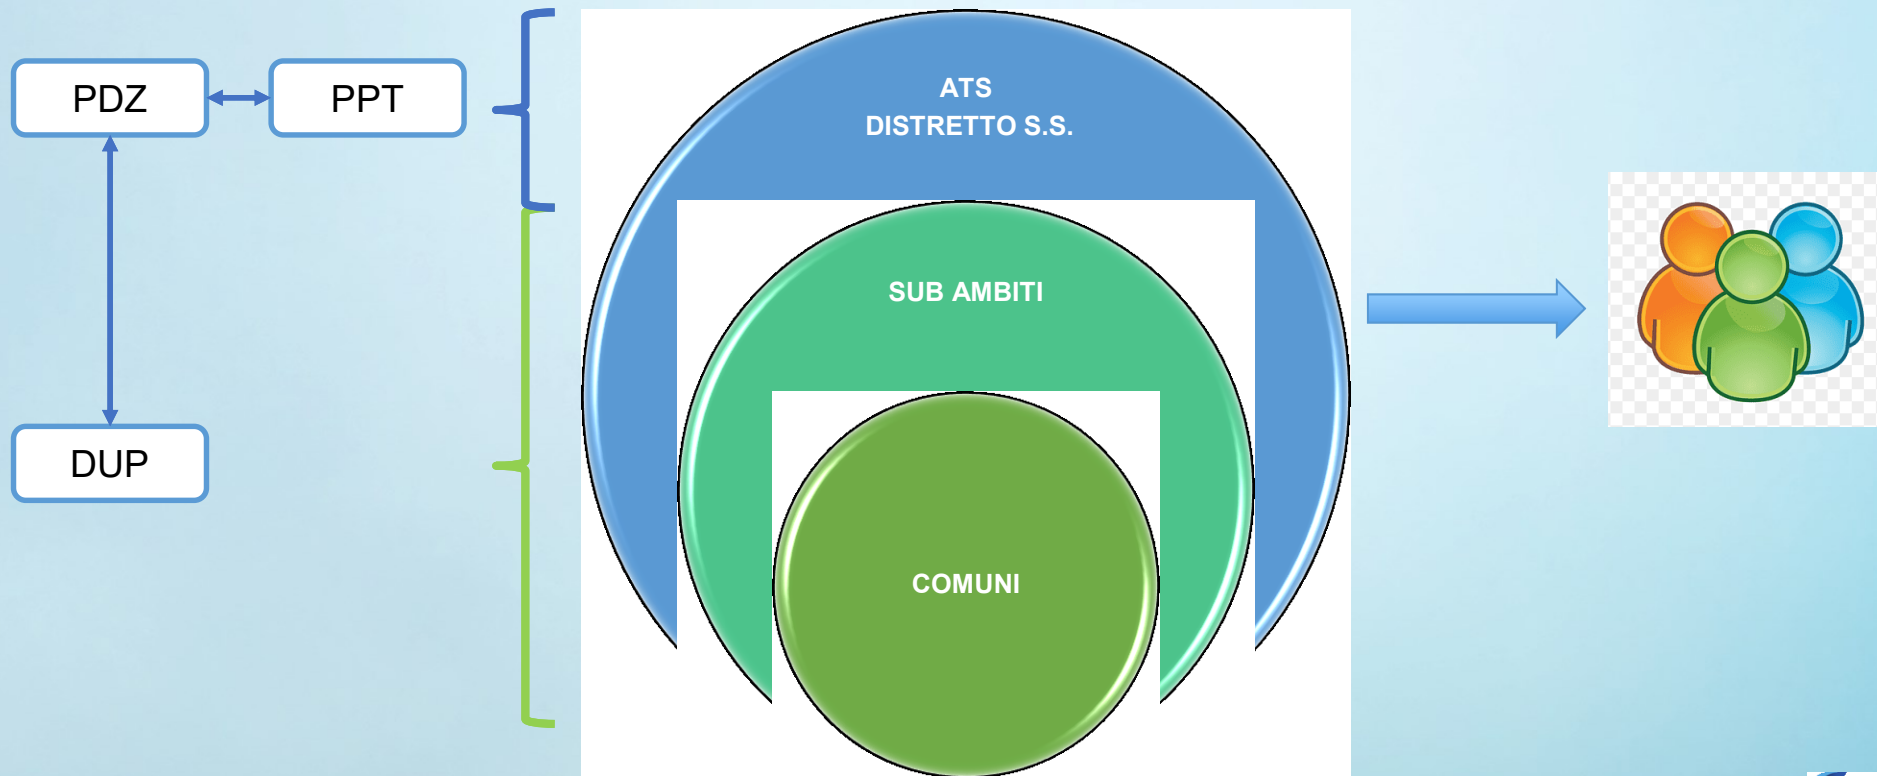 PDZ
PPT
DUP
ATS
DISTRETTO S.S.
SUB AMBITI
COMUNI